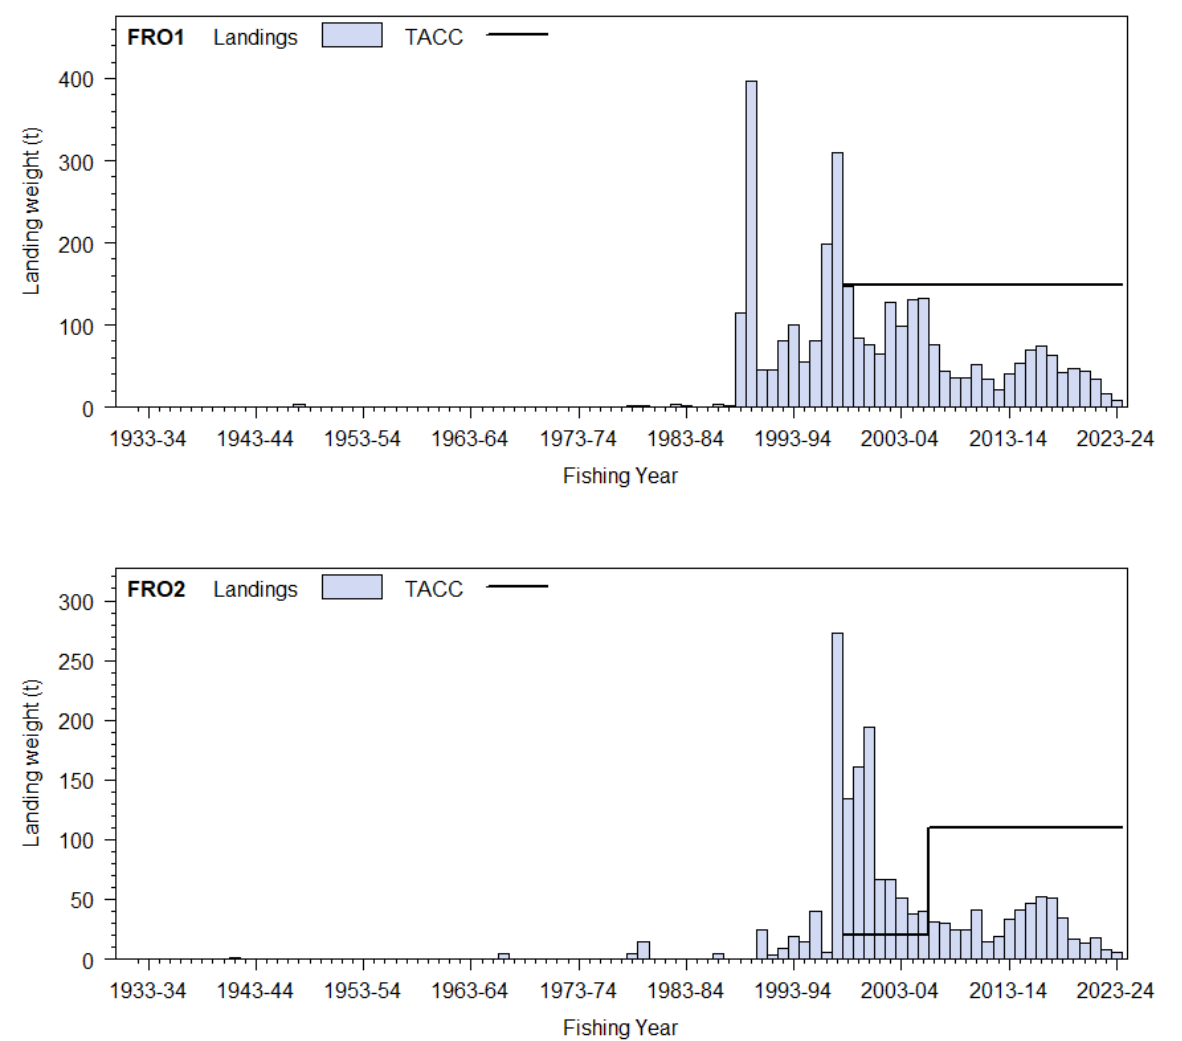 FRO1 Landings TACC
400
300
200
100
0
Landing weight (t)
1933-34 1943-44 1953-54 1963-64 1973-74 1983-84 1993-94 2003-04 2013-14 2023-24
Fishing Year
FRO2 Landings TACC
300
250
200
150
100
50
0
Landing weight (t)
1933-34 1943-44 1953-54 1963-64 1973-74 1983-84 1993-94 2003-04 2013-14 2023-24
Fishing Year